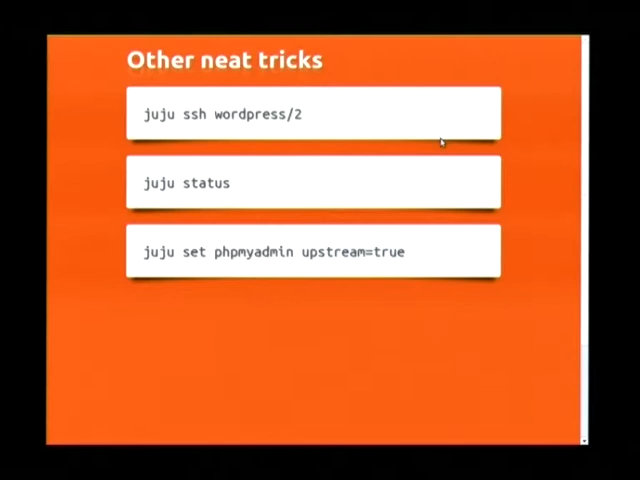 Other neat tricks
juju ssh wordpress/2
juju status
juju set phpmyadmin upstream=true